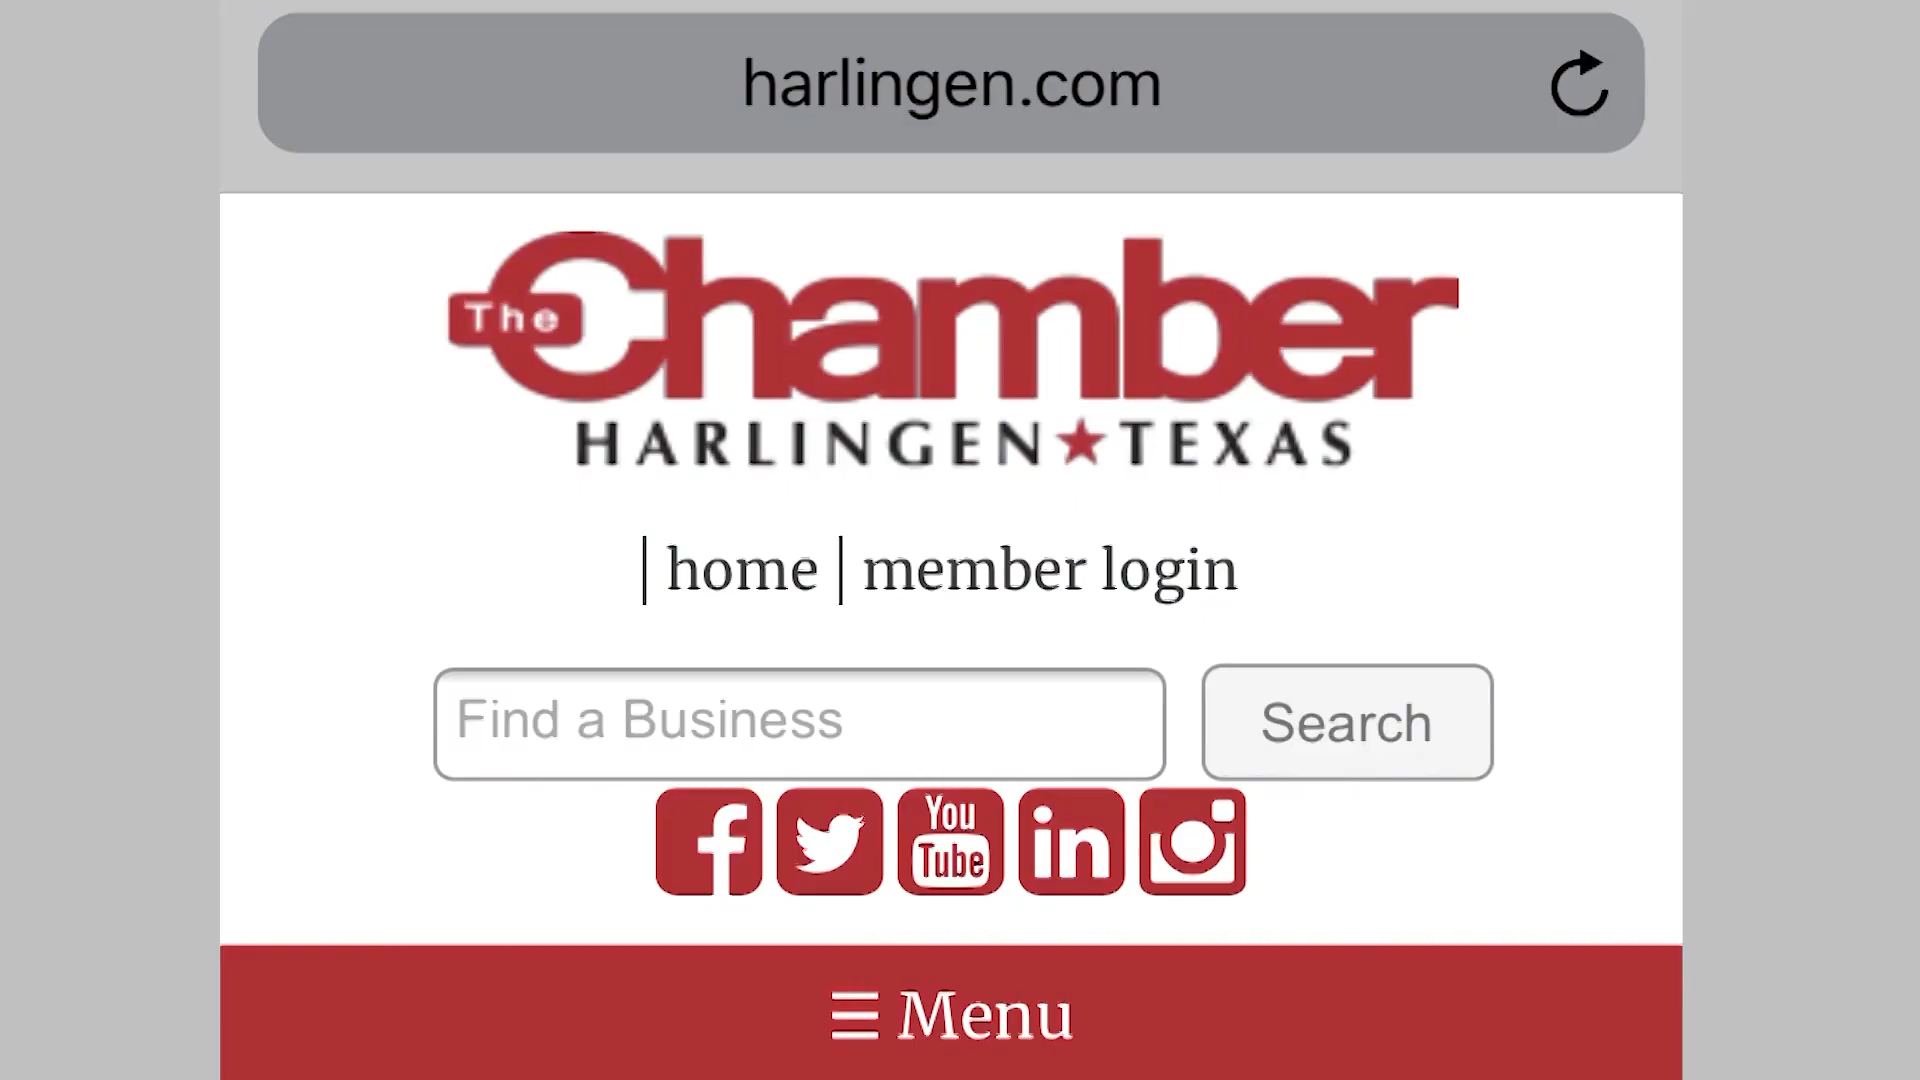 harlingen.com
The Chamber
HARLINGEN★TEXAS
| home | member login
Find a Business
Search
You
Tube
in
☰ Menu